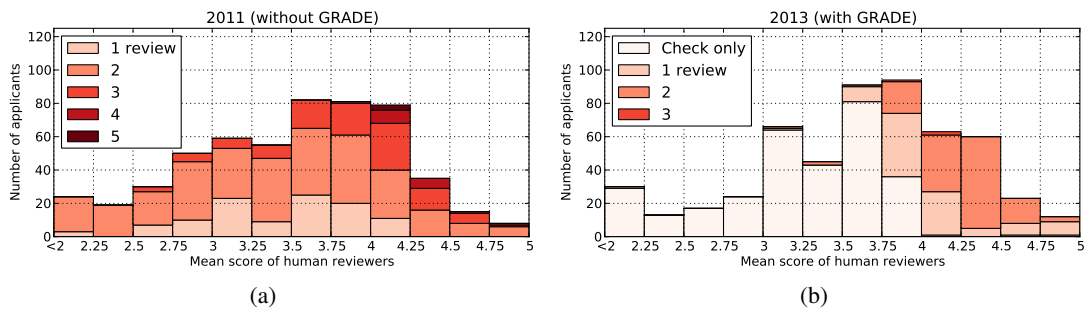 2011 (without GRADE)
120
100
80
60
40
20
0
Number of applicants
1 review
2
3
4
5
<2 2.25 2.5 2.75 3 3.25 3.5 3.75 4 4.25 4.5 4.75 5
Mean score of human reviewers
(a)
2013 (with GRADE)
120
100
80
60
40
20
0
Number of applicants
Check only
1 review
2
3
<2 2.25 2.5 2.75 3 3.25 3.5 3.75 4 4.25 4.5 4.75 5
Mean score of human reviewers
(b)